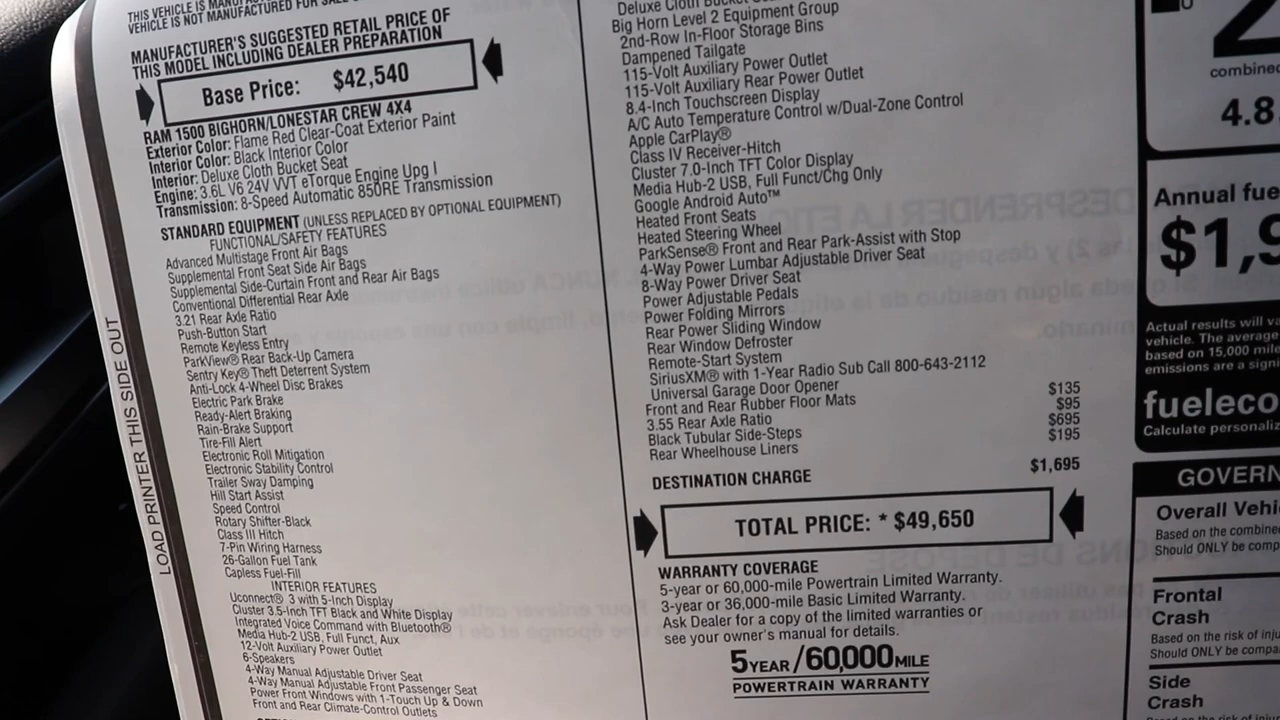 THIS VEHICLE IS MANUFACTURED
VEHICLE IS NOT MANUFACTURED FOR SALE
MANUFACTURER'S SUGGESTED RETAIL PRICE OF
THIS MODEL INCLUDING DEALER PREPARATION
Base Price: $42,540
RAM 1500 BIGHORN/LONESTAR CREW 4X4
Exterior Color: Flame Red Clear-Coat Exterior Paint
Interior Color: Black Interior Color
Interior: Deluxe Cloth Bucket Seat
Engine: 3.6L V6 24V VVT eTorque Engine Upg I
Transmission: 8-Speed Automatic 850RE Transmission
STANDARD EQUIPMENT (UNLESS REPLACED BY OPTIONAL EQUIPMENT)
FUNCTIONAL/SAFETY FEATURES
Advanced Multistage Front Air Bags
Supplemental Front Seat Side Air Bags
Supplemental Side-Curtain Front and Rear Air Bags
Conventional Differential Rear Axle
3.21 Rear Axle Ratio
Push-Button Start
Remote Keyless Entry
ParkView® Rear Back-Up Camera
Sentry Key® Theft Deterrent System
Anti-Lock 4-Wheel Disc Brakes
Electric Park Brake
Ready-Alert Braking
Rain-Brake Support
Tire-Fill Alert
Electronic Roll Mitigation
Electronic Stability Control
Trailer Sway Damping
Hill Start Assist
Speed Control
Rotary Shifter-Black
Class III Hitch
7-Pin Wiring Harness
26-Gallon Fuel Tank
Capless Fuel-Fill
INTERIOR FEATURES
Uconnect® 3 with 5-Inch Display
Cluster 3.5-Inch TFT Black and White Display
Integrated Voice Command with Bluetooth®
Media Hub-2 USB, Full Funct, Aux
12-Volt Auxiliary Power Outlet
6-Speakers
4-Way Manual Adjustable Driver Seat
4-Way Manual Adjustable Front Passenger Seat
Power Front Windows with 1-Touch Up & Down
Front and Rear Climate-Control Outlets
LOAD PRINTER THIS SIDE OUT
Deluxe Cloth Bucket Seat
Big Horn Level 2 Equipment Group
2nd-Row In-Floor Storage Bins
Dampened Tailgate
115-Volt Auxiliary Power Outlet
115-Volt Auxiliary Rear Power Outlet
8.4-Inch Touchscreen Display
A/C Auto Temperature Control w/Dual-Zone Control
Apple CarPlay®
Class IV Receiver-Hitch
Cluster 7.0-Inch TFT Color Display
Media Hub-2 USB, Full Funct/Chg Only
Google Android Auto™
Heated Front Seats
Heated Steering Wheel
ParkSense® Front and Rear Park-Assist with Stop
4-Way Power Lumbar Adjustable Driver Seat
8-Way Power Driver Seat
Power Adjustable Pedals
Power Folding Mirrors
Rear Power Sliding Window
Rear Window Defroster
Remote-Start System
SiriusXM® with 1-Year Radio Sub Call 800-643-2112
Universal Garage Door Opener
Front and Rear Rubber Floor Mats $135
3.55 Rear Axle Ratio $95
Black Tubular Side-Steps $695
Rear Wheelhouse Liners $195
DESTINATION CHARGE $1,695
TOTAL PRICE: * $49,650
WARRANTY COVERAGE
5-year or 60,000-mile Powertrain Limited Warranty.
3-year or 36,000-mile Basic Limited Warranty.
Ask Dealer for a copy of the limited warranties or
see your owner's manual for details.
5 YEAR/60,000 MILE
POWERTRAIN WARRANTY
combined
4.8
Annual fue
$1,9
Actual results will va
vehicle. The average
based on 15,000 mile
emissions are a signi
fueleco
Calculate personaliz
GOVERN
Overall Vehi
Based on the combine
Should ONLY be comp
Frontal
Crash
Based on the risk of inju
Should ONLY be compa
Side
Crash